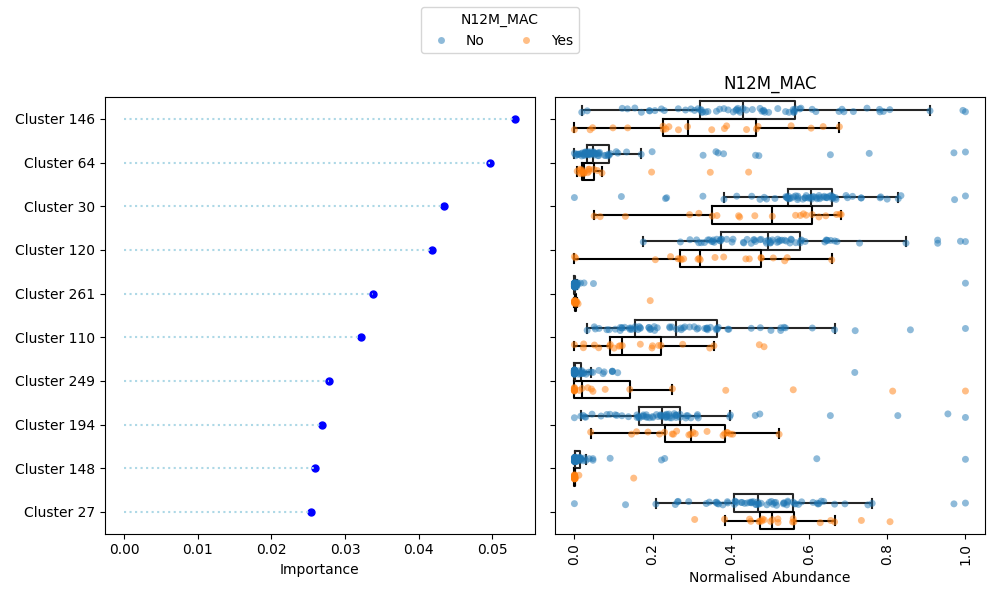 N12M_MAC
No Yes
N12M_MAC
Cluster 146
Cluster 64
Cluster 30
Cluster 120
Cluster 261
Cluster 110
Cluster 249
Cluster 194
Cluster 148
Cluster 27
0.00 0.01 0.02 0.03 0.04 0.05
Importance
0.0 0.2 0.4 0.6 0.8 1.0
Normalised Abundance